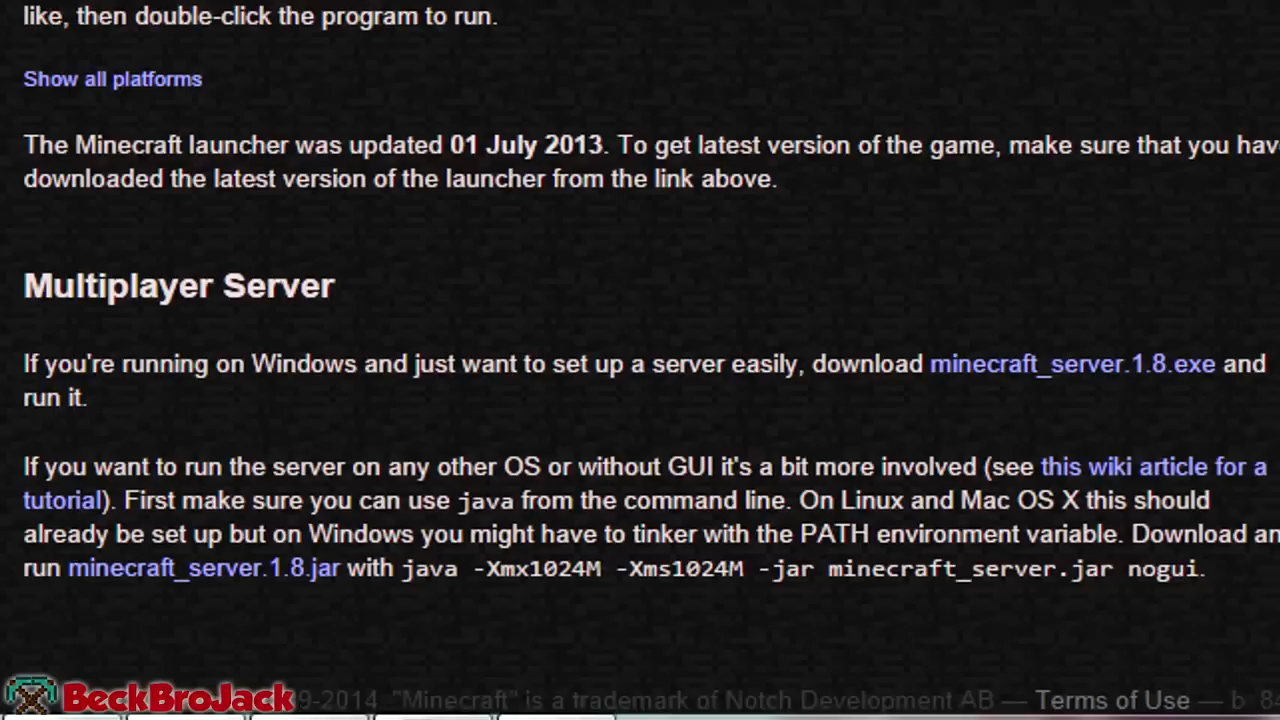 like, then double-click the program to run.
Show all platforms
The Minecraft launcher was updated 01 July 2013. To get latest version of the game, make sure that you hav
downloaded the latest version of the launcher from the link above.
Multiplayer Server
If you're running on Windows and just want to set up a server easily, download minecraft_server.1.8.exe and
run it.
If you want to run the server on any other OS or without GUI it's a bit more involved (see this wiki article for a
tutorial). First make sure you can use java from the command line. On Linux and Mac OS X this should
already be set up but on Windows you might have to tinker with the PATH environment variable. Download an
run minecraft_server.1.8.jar with java -Xmx1024M -Xms1024M -jar minecraft_server.jar nogui.
BeckBroJack 9-2014. "Minecraft" is a trademark of Notch Development AB — Terms of Use — b